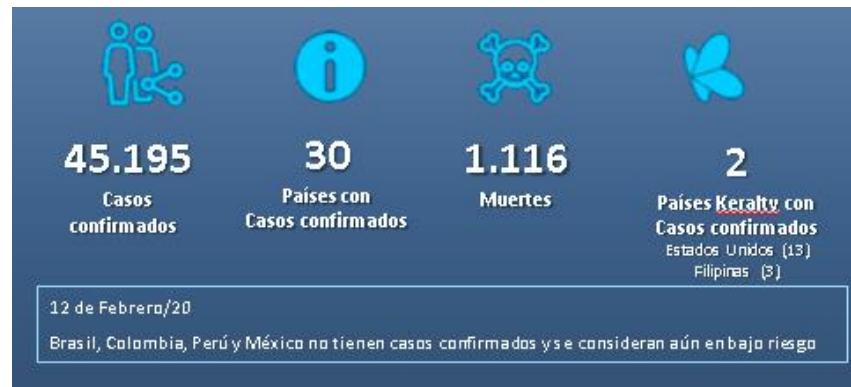 45.195
Casos
confirmados
30
Países con
Casos confirmados
1.116
Muertes
2
Países Keralty con
Casos confirmados
Estados Unidos (13)
Filipinas (3)
12 de Febrero/20
Brasil, Colombia, Perú y México no tienen casos confirmados y se consideran aún en bajo riesgo